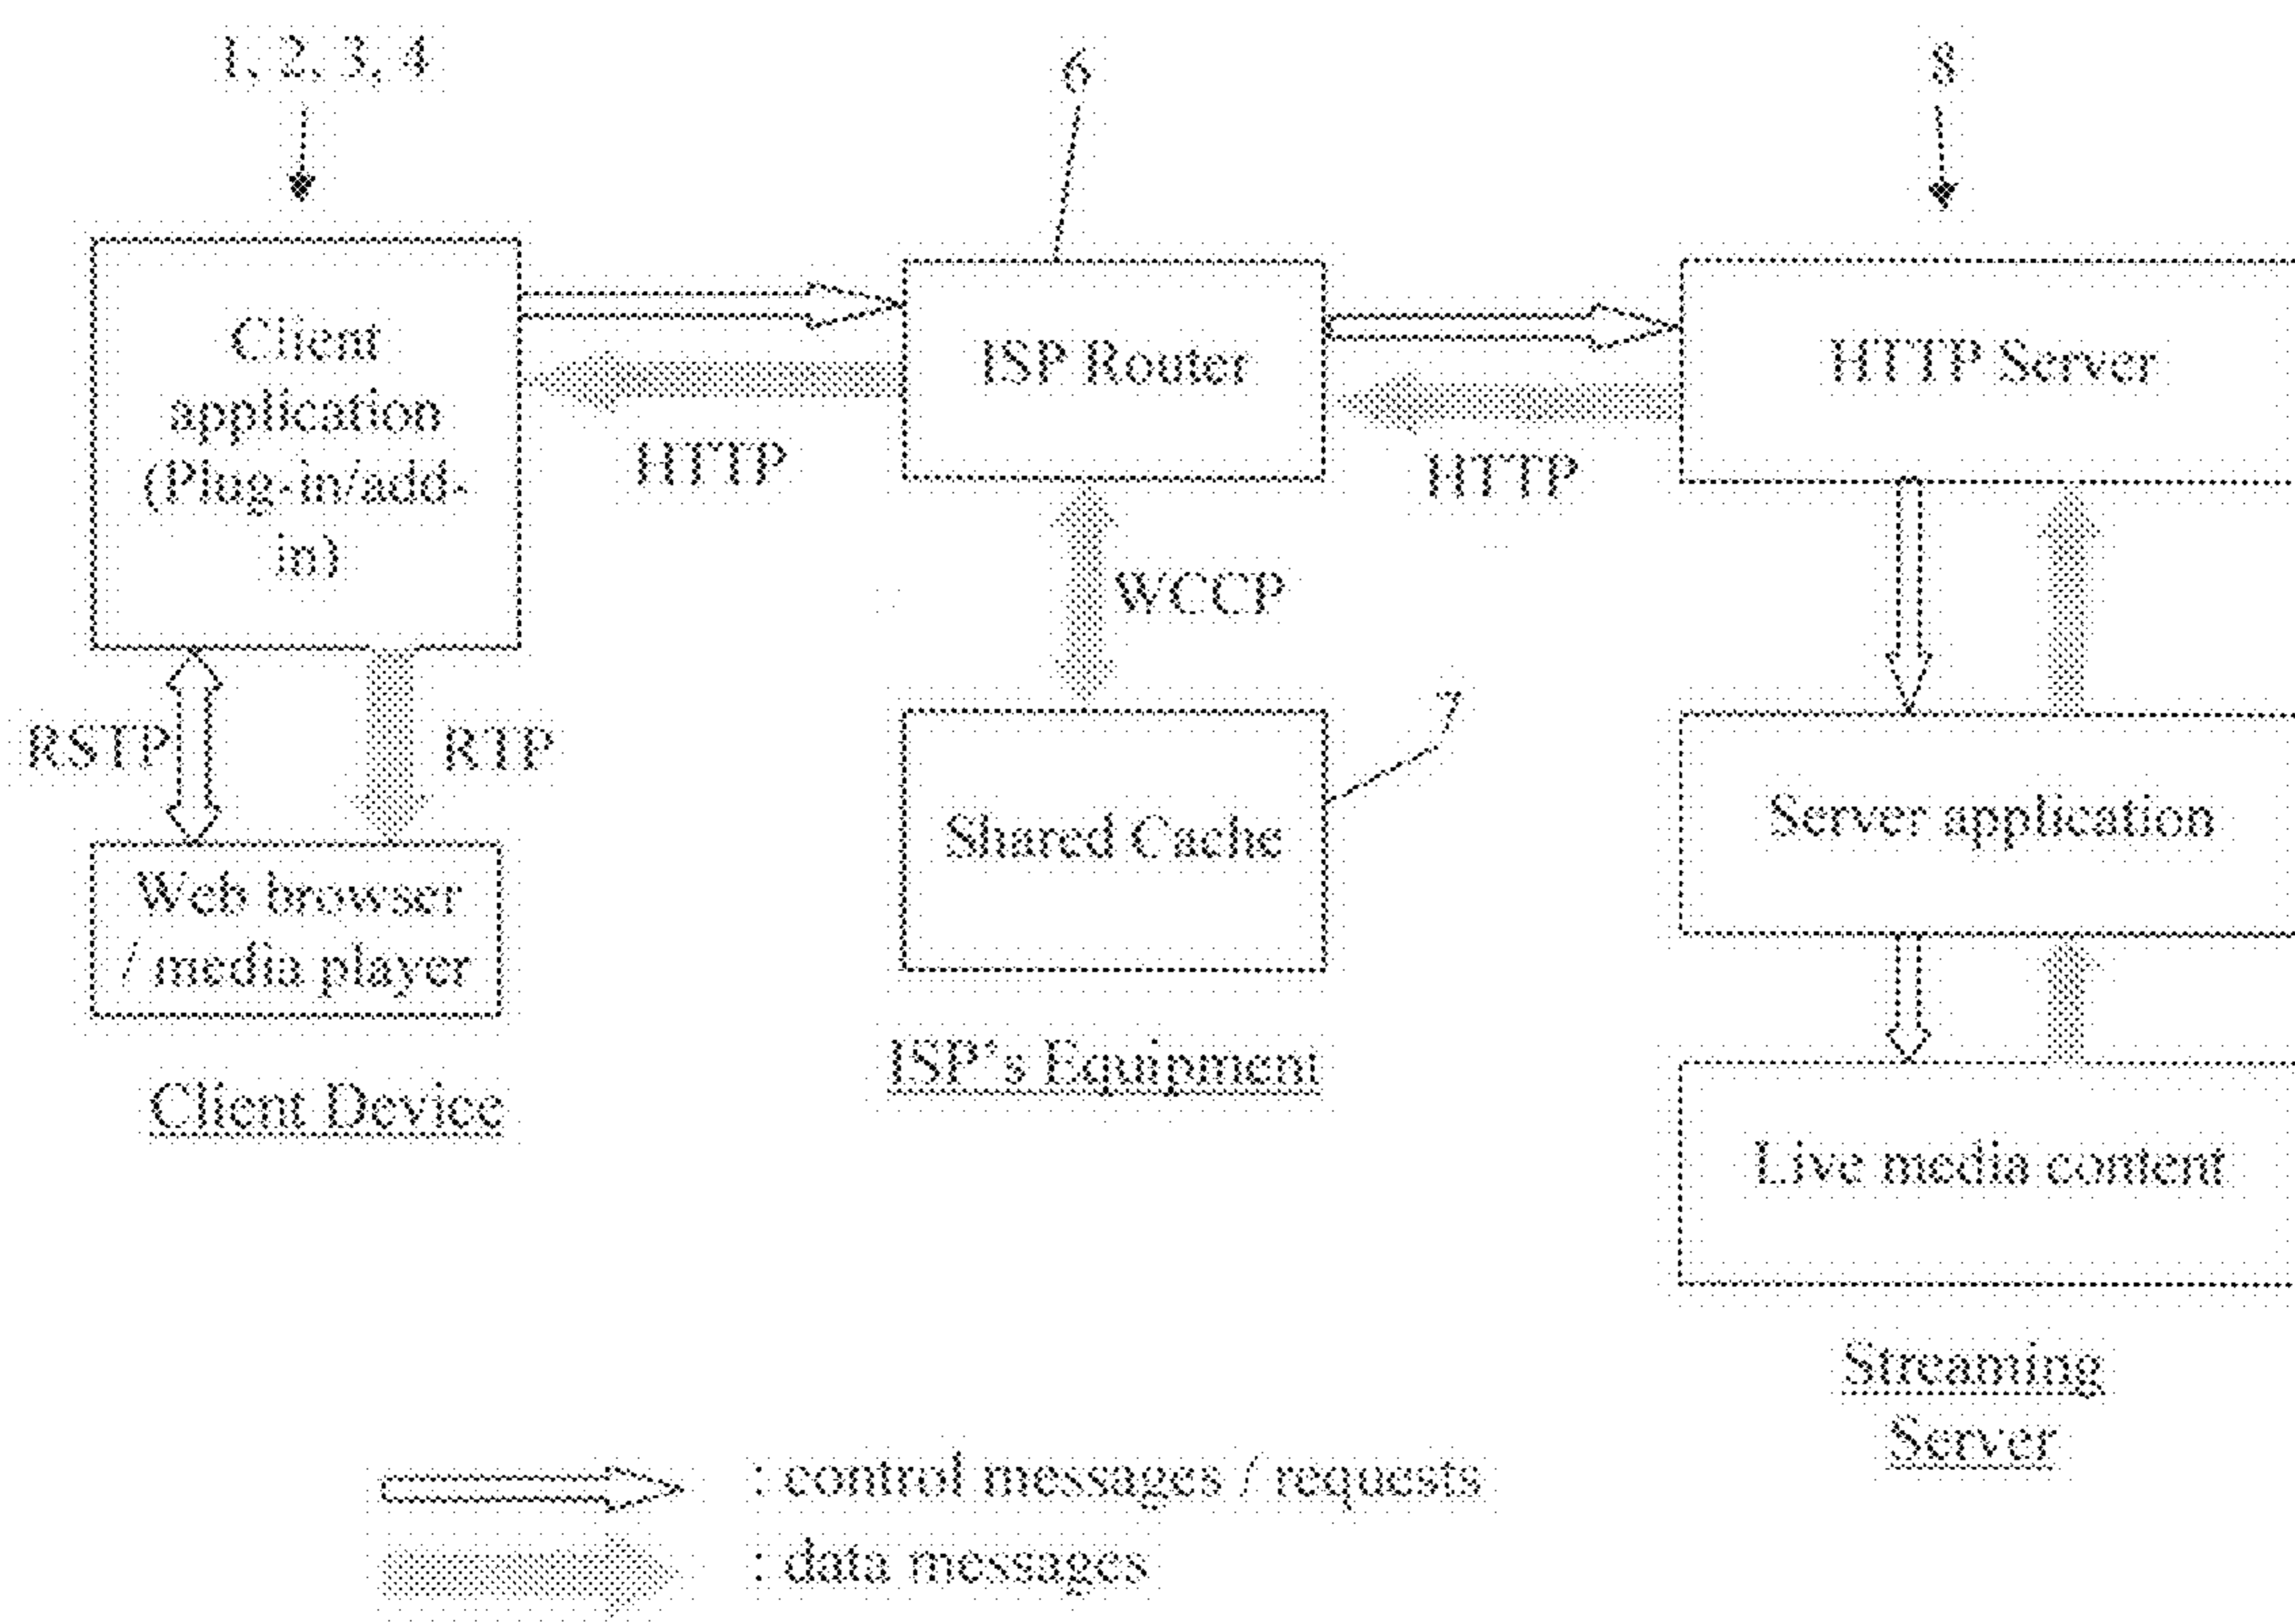 1, 2, 3, 4
6
8
Client
application
(Plug-in/add-
in)
HTTP
ISP Router
HTTP
HTTP Server
WCCP
RSTP
RTP
7
Web browser
/ media player
Shared Cache
Server application
Client Device
ISP's Equipment
Live media content
Streaming
Server
: control messages / requests
: data messages